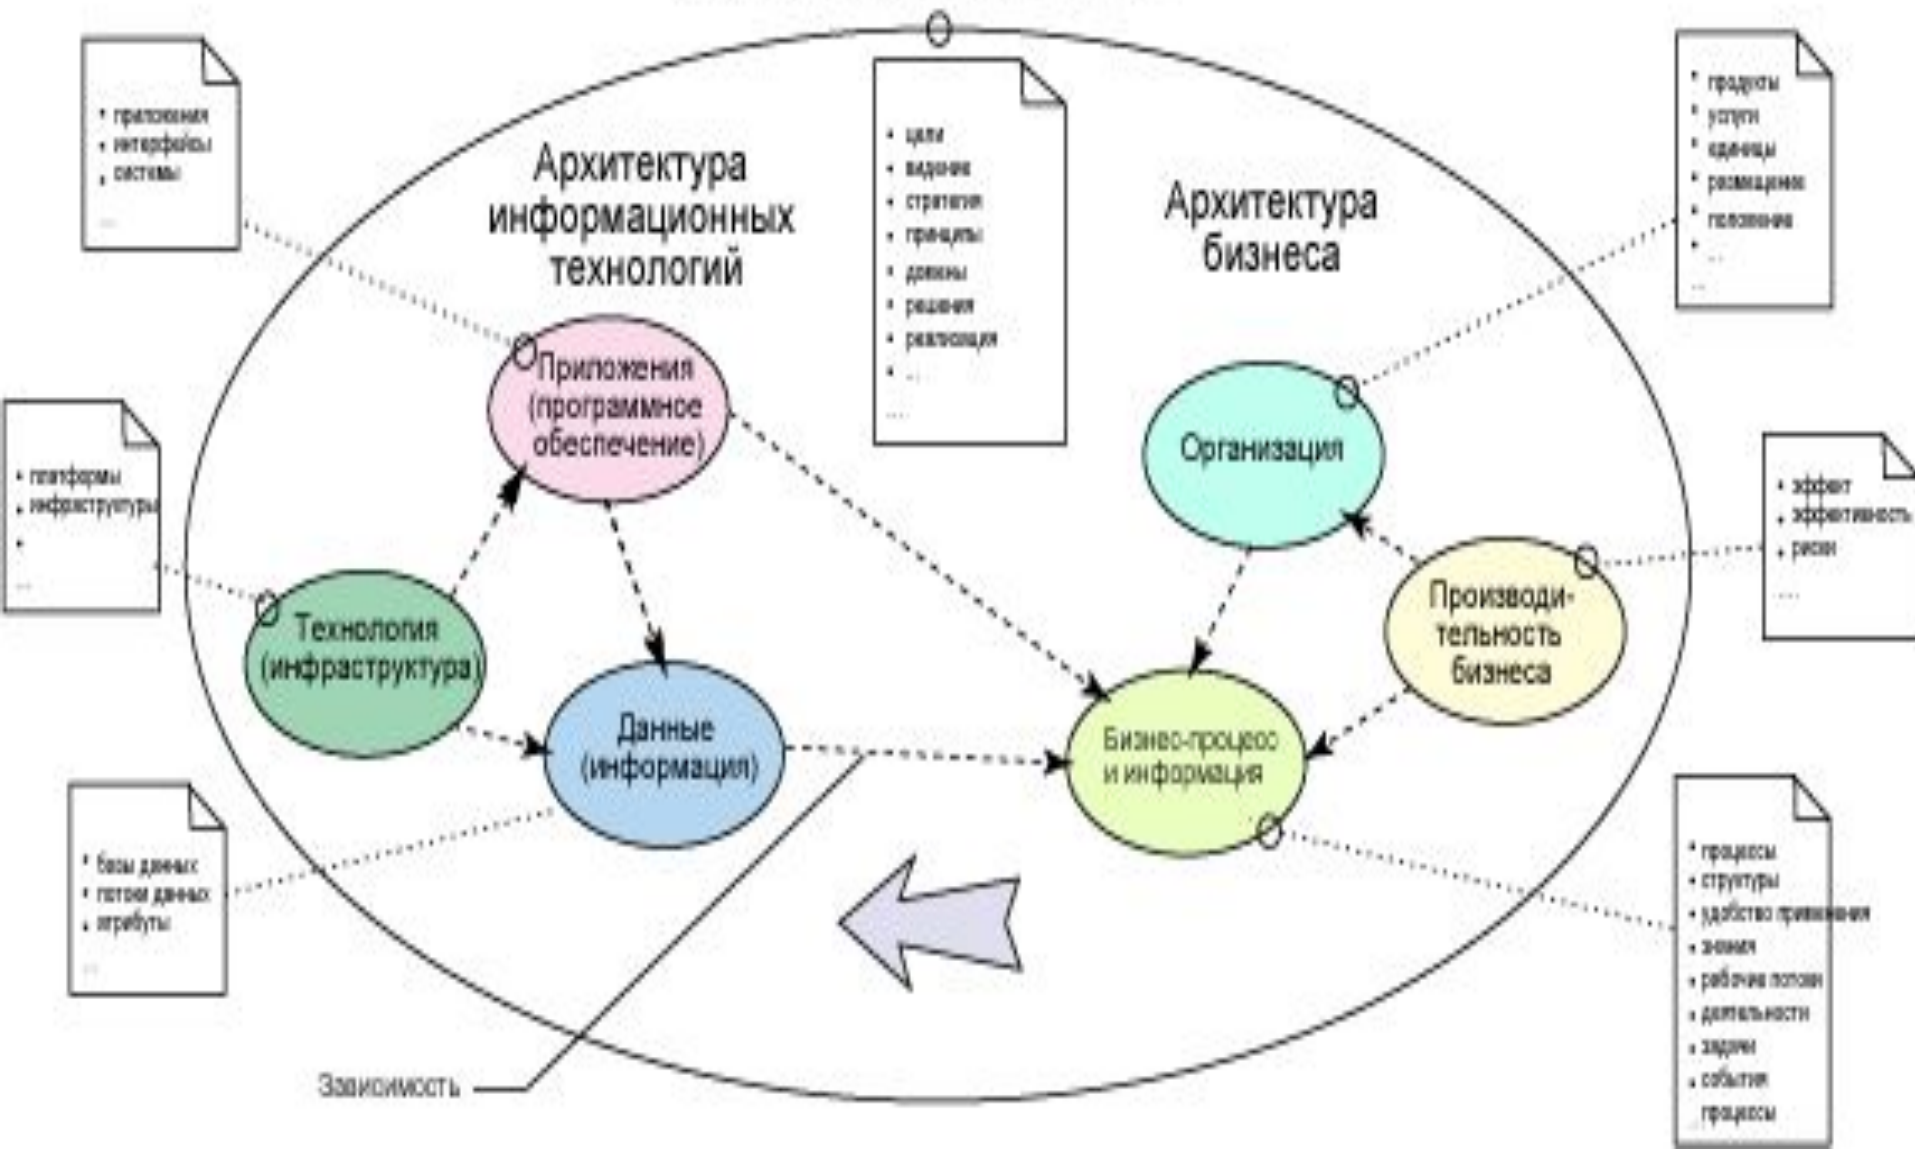 • приложения
• интерфейсы
• системы
...
Архитектура
информационных
технологий
• цели
• видение
• стратегия
• принципы
• домены
• решения
• реализация
• ...
....
Архитектура
бизнеса
• продукты
• услуги
• единицы
• размещение
• положение
• ...
...
Приложения
(программное
обеспечение)
Организация
• платформы
• инфраструктуры
•
...
• эффект
• эффективность
• риски
....
Технология
(инфраструктура)
Производи-
тельность
бизнеса
Данные
(информация)
Бизнес-процесс
и информация
• базы данных
• потоки данных
• атрибуты
...
• процессы
• структуры
• удобство применения
• знания
• рабочие потоки
• деятельности
• задачи
• события
процессы
Зависимость